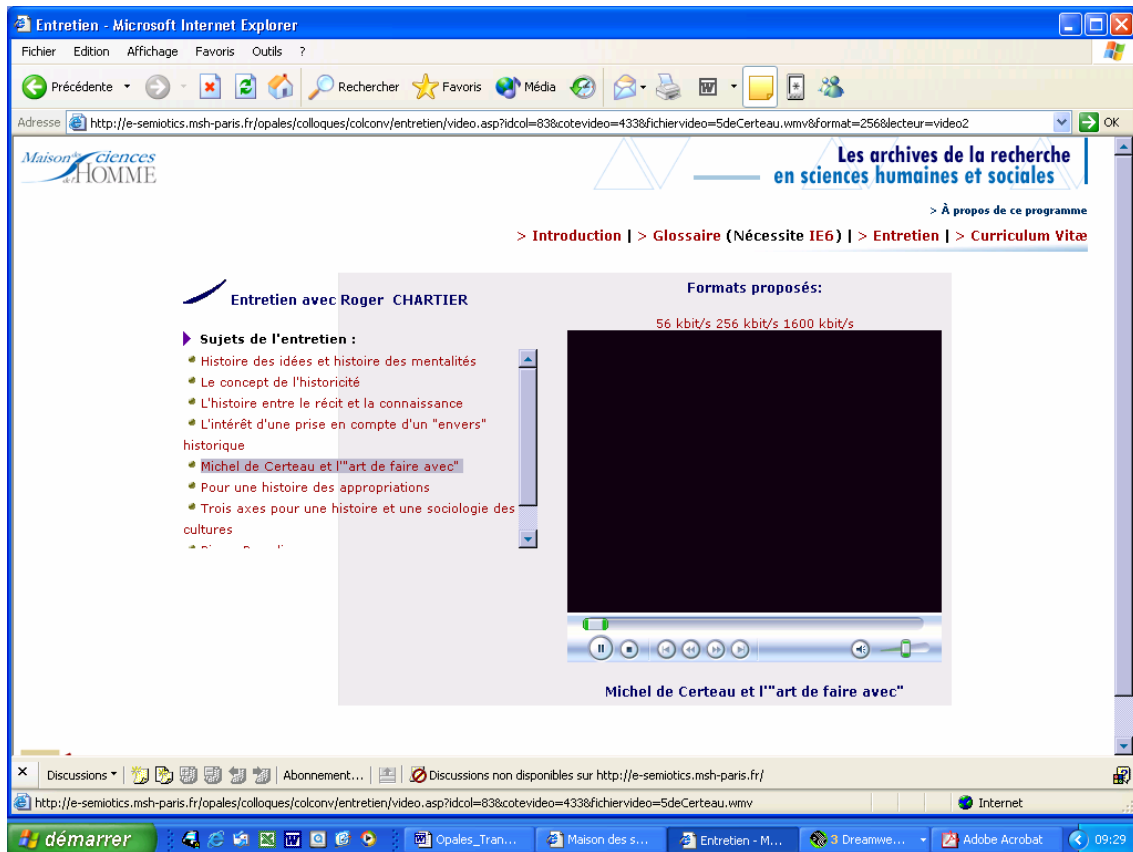 Entretien - Microsoft Internet Explorer
Fichier Edition Affichage Favoris Outils ?
Précédente Rechercher Favoris Média
Adresse http://e-semiotics.msh-paris.fr/opales/colloques/colconv/entretien/video.asp?idcol=83&cotevideo=433&fichiervideo=5deCerteau.wmv&format=256&lecteur=video2 OK
Maison des Sciences
de l'HOMME
Les archives de la recherche
en sciences humaines et sociales
> À propos de ce programme
> Introduction | > Glossaire (Nécessite IE6) | > Entretien | > Curriculum Vitæ
Entretien avec Roger CHARTIER
Sujets de l'entretien :
Histoire des idées et histoire des mentalités
Le concept de l'historicité
L'histoire entre le récit et la connaissance
L'intérêt d'une prise en compte d'un "envers"
historique
Michel de Certeau et l'"art de faire avec"
Pour une histoire des appropriations
Trois axes pour une histoire et une sociologie des
cultures
Formats proposés:
56 kbit/s 256 kbit/s 1600 kbit/s
Michel de Certeau et l'"art de faire avec"
Discussions Abonnement... Discussions non disponibles sur http://e-semiotics.msh-paris.fr/
http://e-semiotics.msh-paris.fr/opales/colloques/colconv/entretien/video.asp?idcol=83&cotevideo=433&fichiervideo=5deCerteau.wmv Internet
démarrer Opales_Tran... Maison des s... Entretien - M... 3 Dreamwe... Adobe Acrobat 09:29